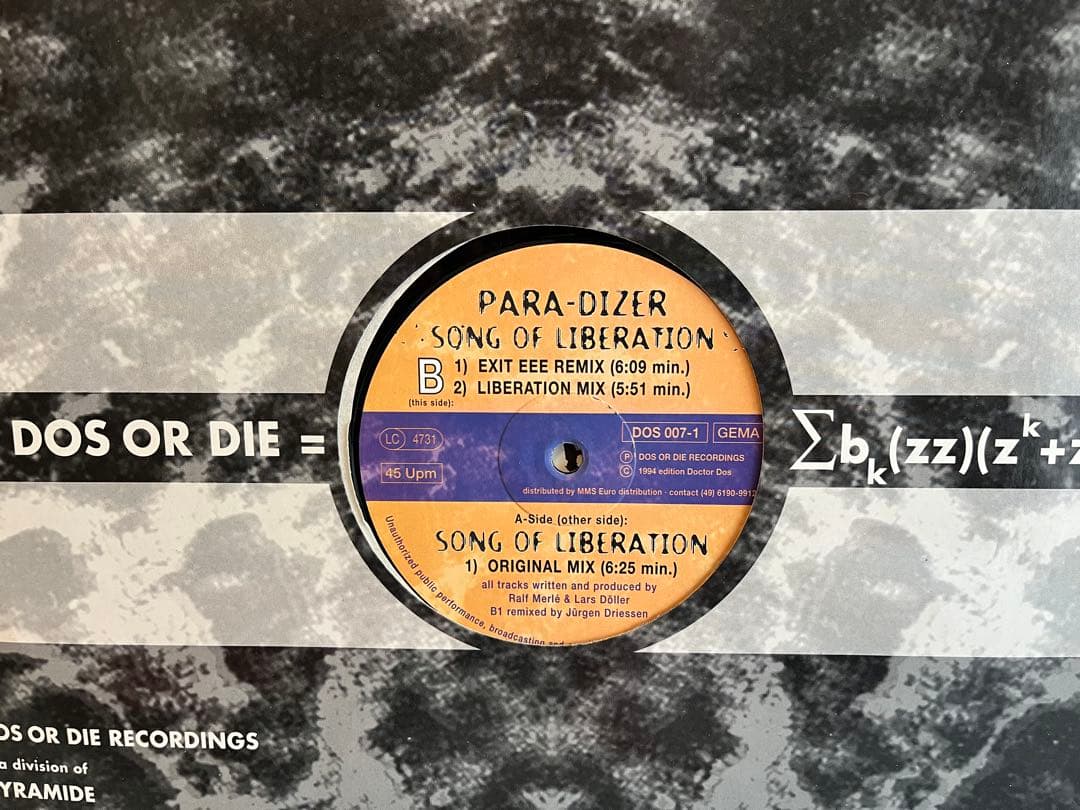 PARA-DIZER
SONG OF LIBERATION
B
(this side):
1) EXIT EEE REMIX (6:09 min.)
2) LIBERATION MIX (5:51 min.)
DOS OR DIE =
∑bk(zz)(zk+z
LC 4731
45 Upm
DOS 007-1 GEMA
Ⓟ DOS OR DIE RECORDINGS
© 1994 edition Doctor Dos
distributed by MMS Euro distribution - contact (49) 6190-9912
A-Side (other side):
SONG OF LIBERATION
1) ORIGINAL MIX (6:25 min.)
all tracks written and produced by
Ralf Merlé & Lars Döller
B1 remixed by Jürgen Driessen
Unauthorized public performance, broadcasting and
OS OR DIE RECORDINGS
a division of
YRAMIDE